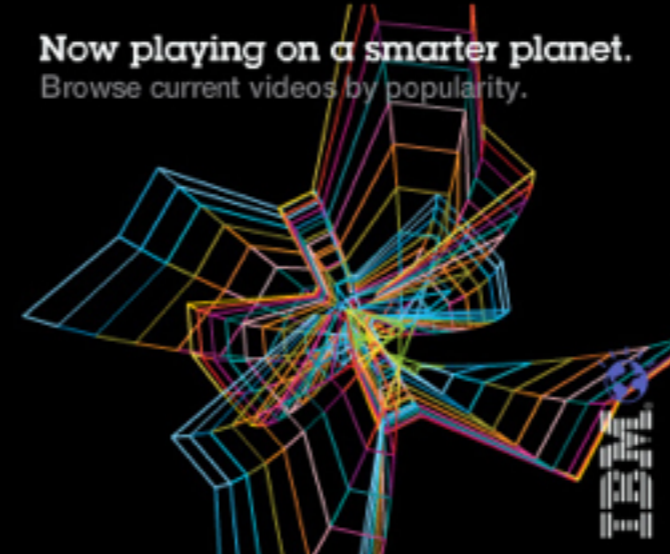 Now playing on a smarter planet.
Browse current videos by popularity.
IBM®